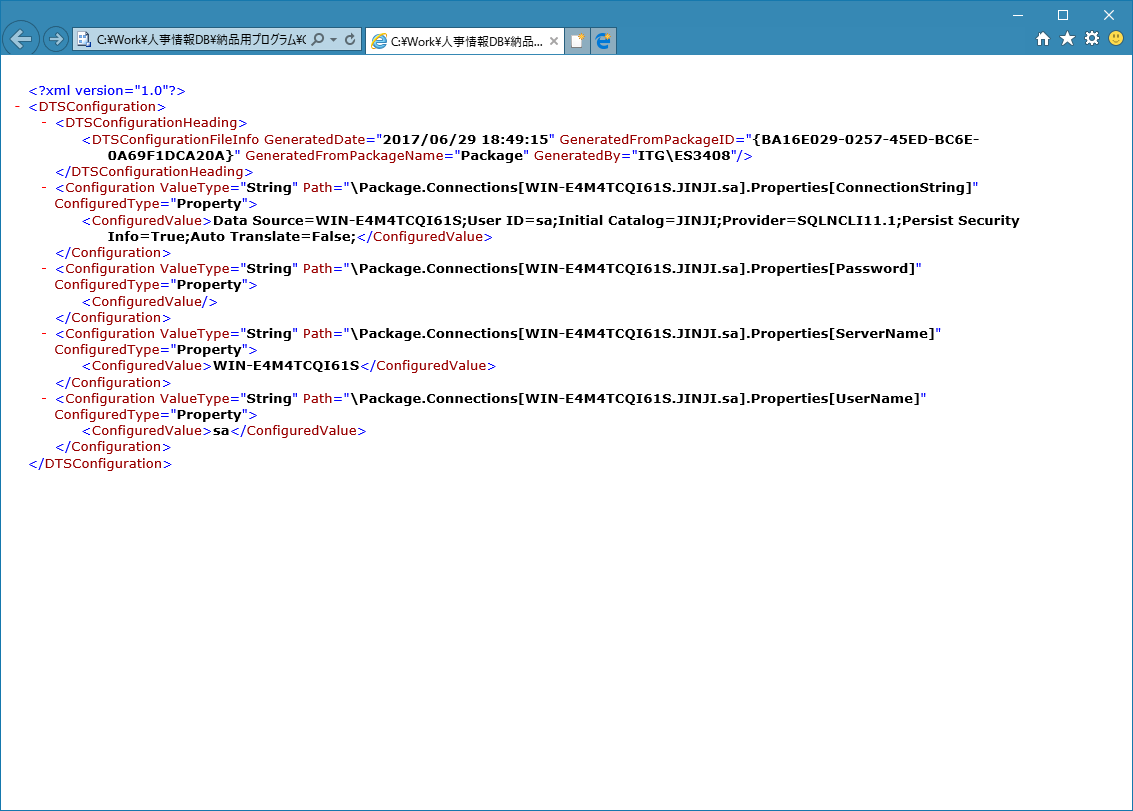 C:¥Work¥人事情報DB¥納品用プログラム¥(
C:¥Work¥人事情報DB¥納品...
<?xml version="1.0"?>
- <DTSConfiguration>
- <DTSConfigurationHeading>
<DTSConfigurationFileInfo GeneratedDate="2017/06/29 18:49:15" GeneratedFromPackageID="{BA16E029-0257-45ED-BC6E-
0A69F1DCA20A}" GeneratedFromPackageName="Package" GeneratedBy="ITG\ES3408"/>
</DTSConfigurationHeading>
- <Configuration ValueType="String" Path="\Package.Connections[WIN-E4M4TCQI61S.JINJI.sa].Properties[ConnectionString]"
ConfiguredType="Property">
<ConfiguredValue>Data Source=WIN-E4M4TCQI61S;User ID=sa;Initial Catalog=JINJI;Provider=SQLNCLI11.1;Persist Security
Info=True;Auto Translate=False;</ConfiguredValue>
</Configuration>
- <Configuration ValueType="String" Path="\Package.Connections[WIN-E4M4TCQI61S.JINJI.sa].Properties[Password]"
ConfiguredType="Property">
<ConfiguredValue/>
</Configuration>
- <Configuration ValueType="String" Path="\Package.Connections[WIN-E4M4TCQI61S.JINJI.sa].Properties[ServerName]"
ConfiguredType="Property">
<ConfiguredValue>WIN-E4M4TCQI61S</ConfiguredValue>
</Configuration>
- <Configuration ValueType="String" Path="\Package.Connections[WIN-E4M4TCQI61S.JINJI.sa].Properties[UserName]"
ConfiguredType="Property">
<ConfiguredValue>sa</ConfiguredValue>
</Configuration>
</DTSConfiguration>